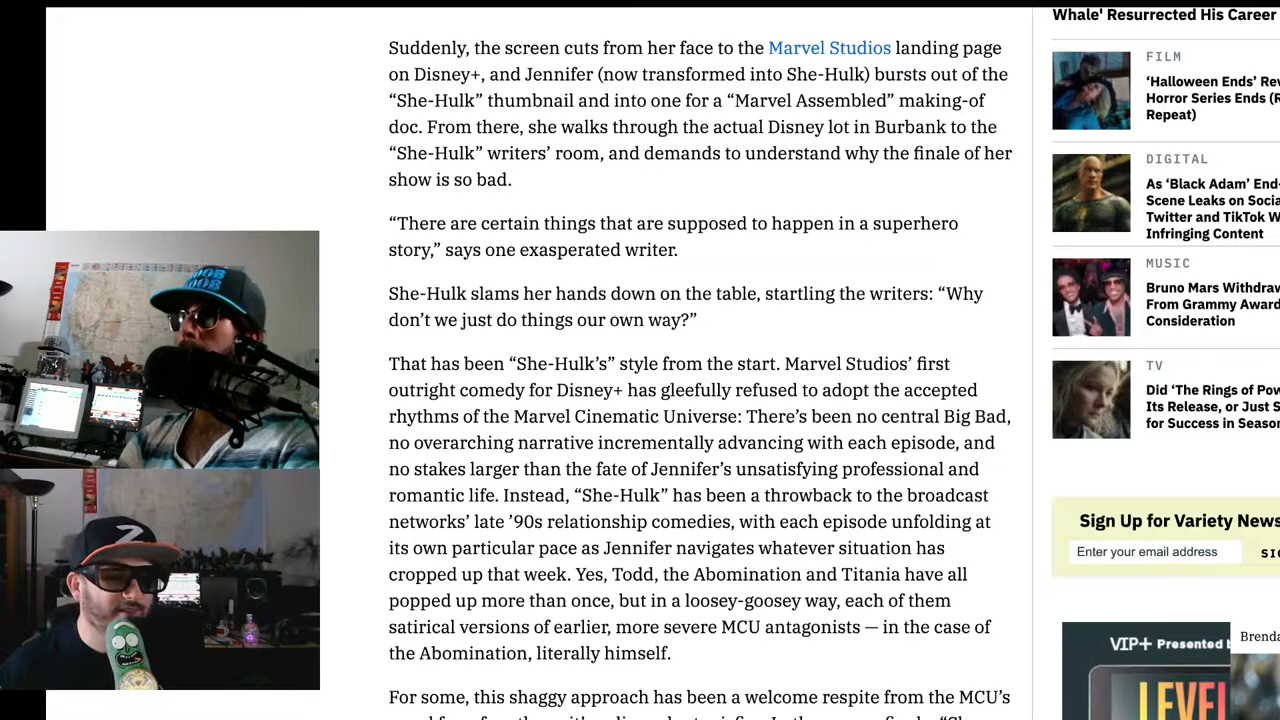 Suddenly, the screen cuts from her face to the Marvel Studios landing page
on Disney+, and Jennifer (now transformed into She-Hulk) bursts out of the
“She-Hulk” thumbnail and into one for a “Marvel Assembled” making-of
doc. From there, she walks through the actual Disney lot in Burbank to the
“She-Hulk” writers’ room, and demands to understand why the finale of her
show is so bad.
“There are certain things that are supposed to happen in a superhero
story,” says one exasperated writer.
She-Hulk slams her hands down on the table, startling the writers: “Why
don’t we just do things our own way?”
That has been “She-Hulk’s” style from the start. Marvel Studios’ first
outright comedy for Disney+ has gleefully refused to adopt the accepted
rhythms of the Marvel Cinematic Universe: There’s been no central Big Bad,
no overarching narrative incrementally advancing with each episode, and
no stakes larger than the fate of Jennifer’s unsatisfying professional and
romantic life. Instead, “She-Hulk” has been a throwback to the broadcast
networks’ late ’90s relationship comedies, with each episode unfolding at
its own particular pace as Jennifer navigates whatever situation has
cropped up that week. Yes, Todd, the Abomination and Titania have all
popped up more than once, but in a loosey-goosey way, each of them
satirical versions of earlier, more severe MCU antagonists — in the case of
the Abomination, literally himself.
For some, this shaggy approach has been a welcome respite from the MCU’s
Whale' Resurrected His Career
FILM
‘Halloween Ends’ Rev
Horror Series Ends (R
Repeat)
DIGITAL
As ‘Black Adam’ End-
Scene Leaks on Socia
Twitter and TikTok W
Infringing Content
MUSIC
Bruno Mars Withdraw
From Grammy Award
Consideration
TV
Did ‘The Rings of Pow
Its Release, or Just S
for Success in Season
Sign Up for Variety News
Enter your email address
SIG
VIP+ Presented b
Brenda
LEVEL
NOOB
NOOB